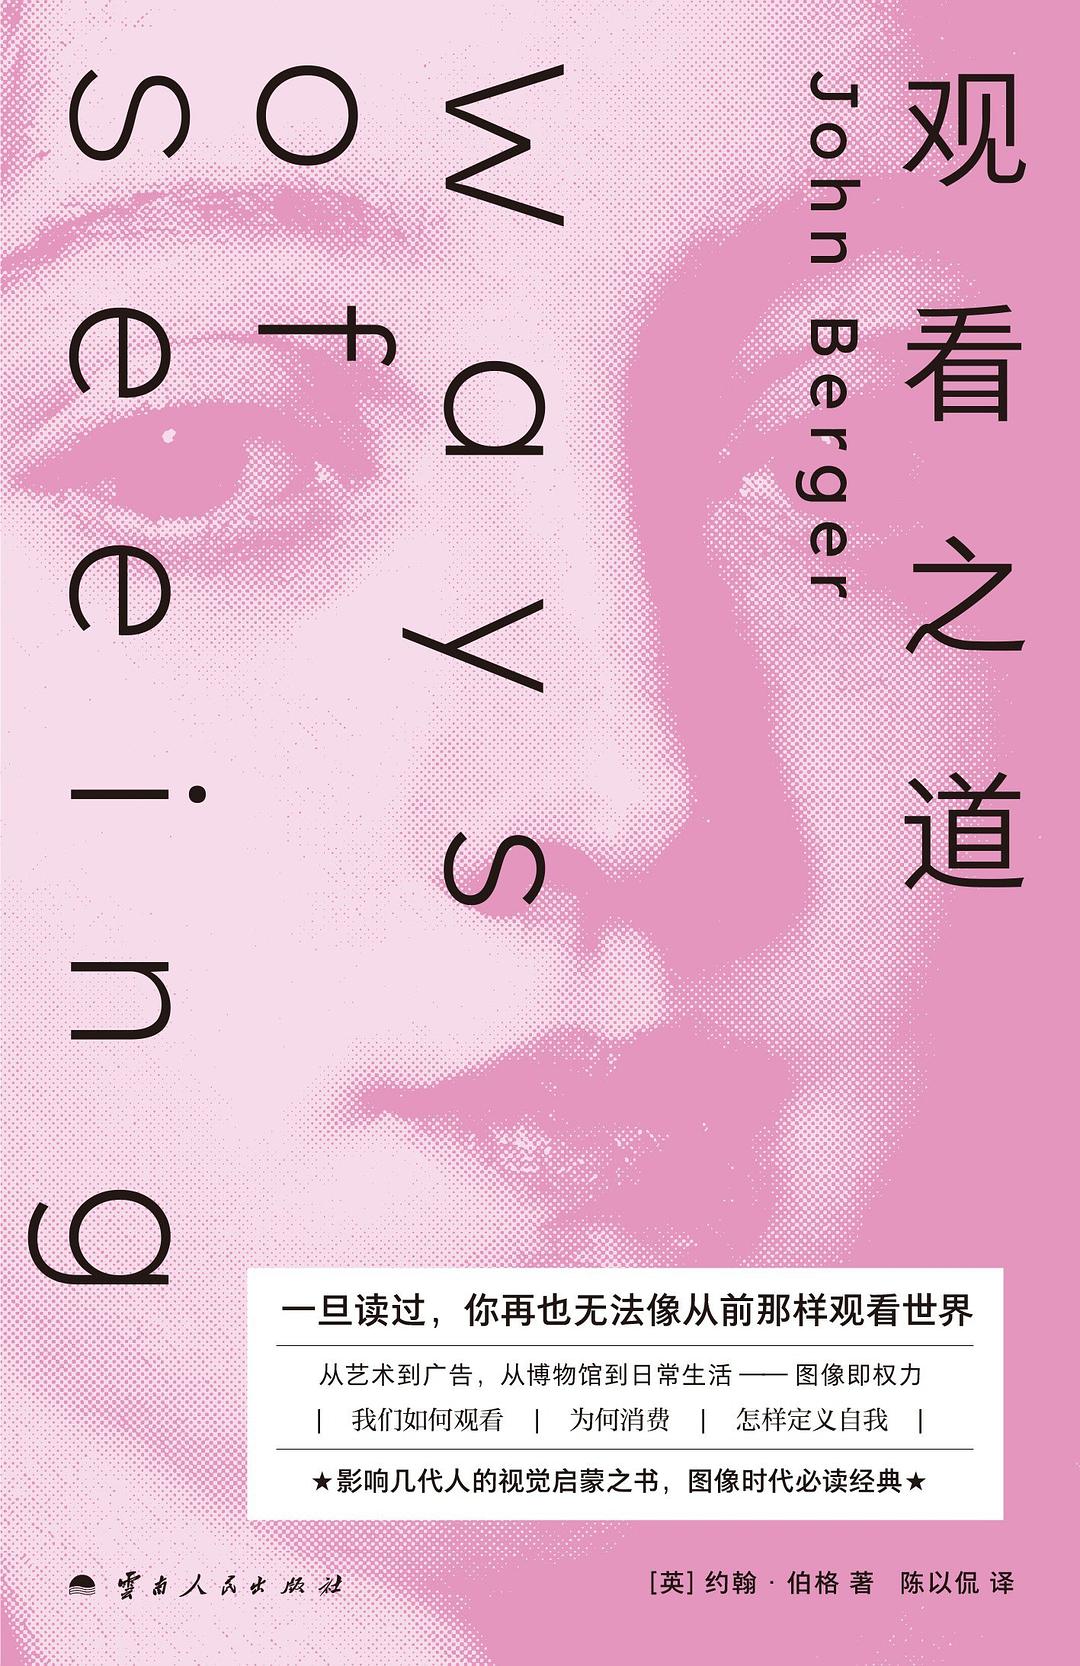 观看之道
John Berger
Ways
of
Seeing
一旦读过，你再也无法像从前那样观看世界
从艺术到广告，从博物馆到日常生活——图像即权力
| 我们如何观看 | 为何消费 | 怎样定义自我 |
★影响几代人的视觉启蒙之书，图像时代必读经典★
雲南人民出版社
[英] 约翰·伯格 著 陈以侃 译